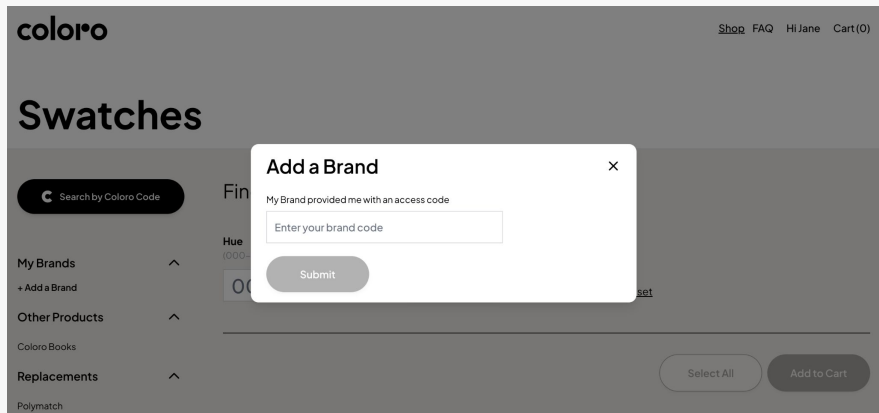 coloro
Shop FAQ Hi Jane Cart (0)
Swatches
Search by Coloro Code
My Brands
+ Add a Brand
Other Products
Coloro Books
Replacements
Polymatch
Add a Brand
My Brand provided me with an access code
Enter your brand code
Submit
Hue
Select All Add to Cart